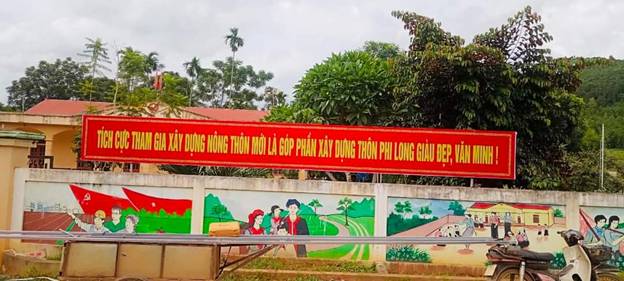 TÍCH CỰC THAM GIA XÂY DỰNG NÔNG THÔN MỚI LÀ GÓP PHẦN XÂY DỰNG THÔN PHI LONG GIÀU ĐẸP, VĂN MINH !